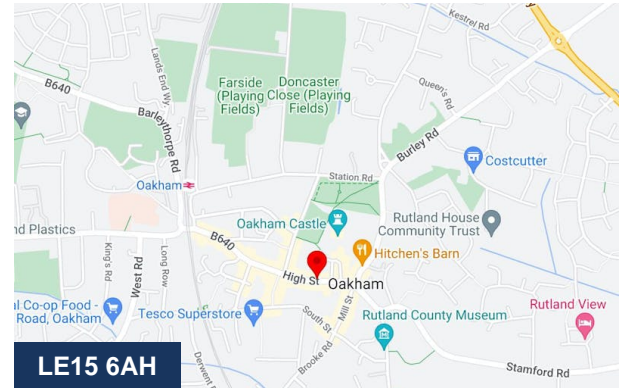 Kestrel Rd
Lands End Wy.
B640
Farside
(Playing
Fields)
Doncaster
Close (Playing
Fields)
Queen's Rd
Barleythorpe Rd
Burley Rd
Costcutter
Station Rd
Oakham
Oakham Castle
Rutland House
Community Trust
nd Plastics
B640
Hitchen's Barn
King's Rd
West Rd
Long Row
High St
Oakham
al Co-op Food -
Road, Oakham
Tesco Superstore
South St
Mill St
Rutland County Museum
Rutland View
Brooke Rd
Derwent
Stamford Rd
LE15 6AH